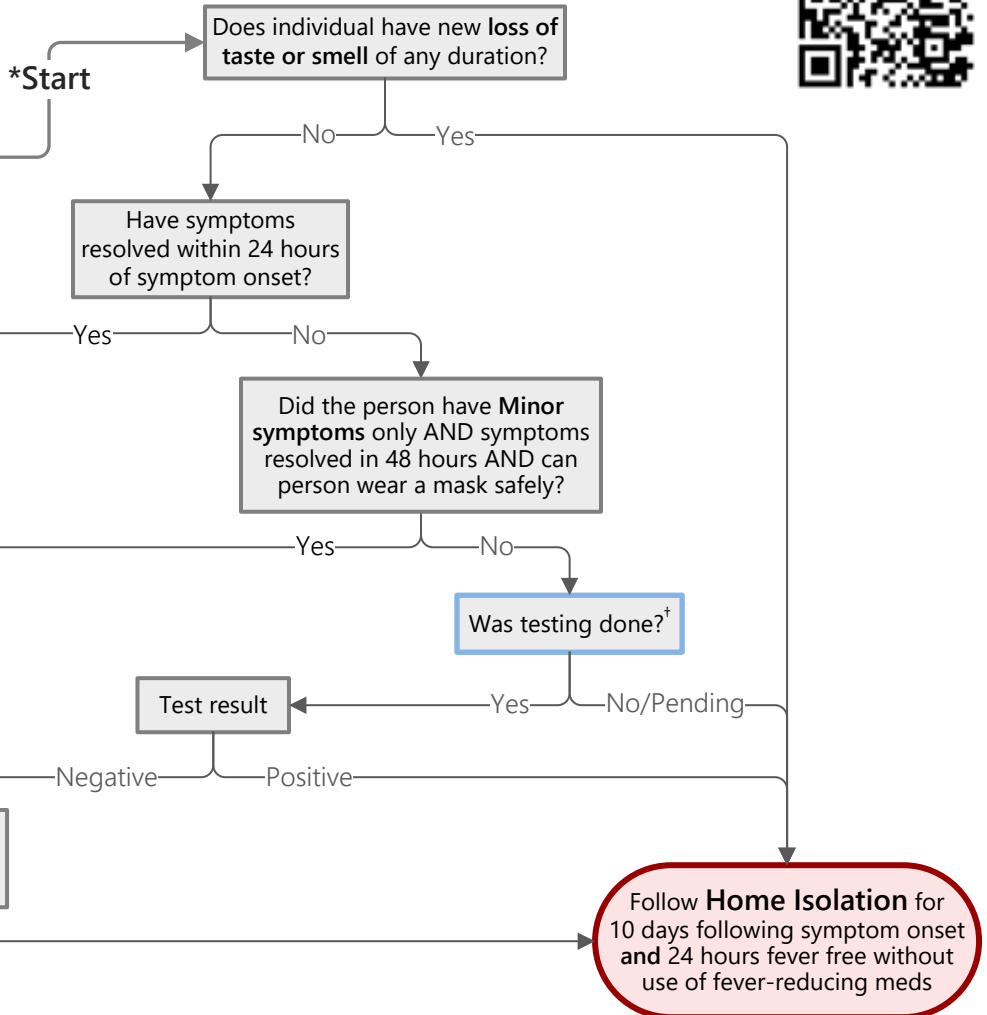 Does individual have new loss of
taste or smell of any duration?
*Start
No
Yes
Have symptoms
resolved within 24 hours
of symptom onset?
Yes
No
Did the person have Minor
symptoms only AND symptoms
resolved in 48 hours AND can
person wear a mask safely?
Yes
No
Was testing done?†
Test result
Yes
No/Pending
Negative
Positive
Follow Home Isolation for
10 days following symptom onset
and 24 hours fever free without
use of fever-reducing meds